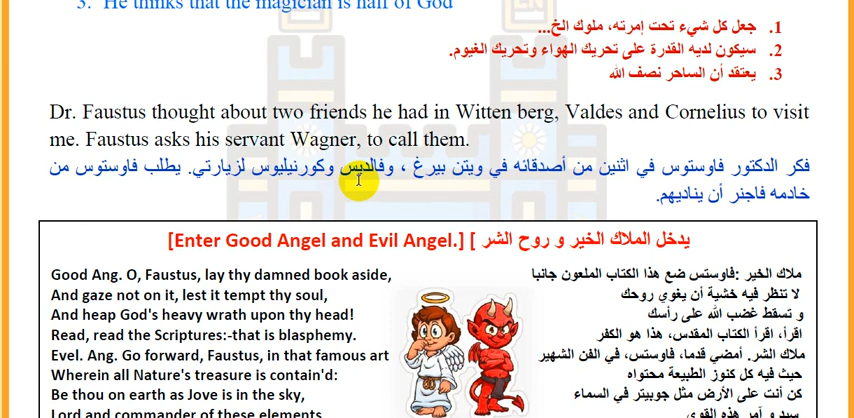 3. He thinks that the magician is half of God
1. جعل كل شيء تحت إمرته، ملوك الخ...
2. سيكون لديه القدرة على تحريك الهواء وتحريك الغيوم.
3. يعتقد أن الساحر نصف الله
Dr. Faustus thought about two friends he had in Witten berg, Valdes and Cornelius to visit
me. Faustus asks his servant Wagner, to call them.
فكر الدكتور فاوستوس في اثنين من أصدقائه في ويتن بيرغ ، وفالديس وكورنيليوس لزيارتي. يطلب فاوستوس من
خادمه فاجنر أن يناديهم.
[Enter Good Angel and Evil Angel.] [ يدخل الملاك الخير و روح الشر
Good Ang. O, Faustus, lay thy damned book aside,
And gaze not on it, lest it tempt thy soul,
And heap God's heavy wrath upon thy head!
Read, read the Scriptures:-that is blasphemy.
Evel. Ang. Go forward, Faustus, in that famous art
Wherein all Nature's treasure is contain'd:
Be thou on earth as Jove is in the sky,
Lord and commander of these elements
ملاك الخير :فاوستس ضع هذا الكتاب الملعون جانبا
لا تنظر فيه خشية أن يغوي روحك
و تسقط غضب الله على رأسك
اقرأ، اقرأ الكتاب المقدس، هذا هو الكفر
ملاك الشر. أمضي قدما، فاوستس، في الفن الشهير
حيث فيه كل كنوز الطبيعة محتواه
كن أنت على الأرض مثل جوبيتر في السماء
سيد و آمر هذه القوى